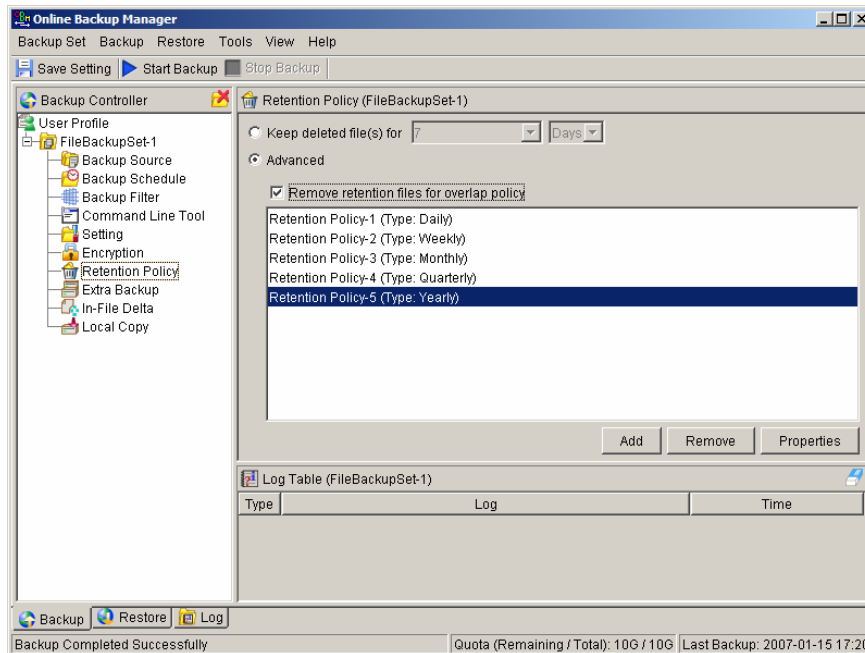 Online Backup Manager
Backup Set Backup Restore Tools View Help
Save Setting Start Backup Stop Backup
Backup Controller
User Profile
FileBackupSet-1
Backup Source
Backup Schedule
Backup Filter
Command Line Tool
Setting
Encryption
Retention Policy
Extra Backup
In-File Delta
Local Copy
Retention Policy (FileBackupSet-1)
Keep deleted file(s) for 7 Days
Advanced
Remove retention files for overlap policy
Retention Policy-1 (Type: Daily)
Retention Policy-2 (Type: Weekly)
Retention Policy-3 (Type: Monthly)
Retention Policy-4 (Type: Quarterly)
Retention Policy-5 (Type: Yearly)
Add Remove Properties
Log Table (FileBackupSet-1)
Type Log Time
Backup Restore Log
Backup Completed Successfully Quota (Remaining / Total): 10G / 10G Last Backup: 2007-01-15 17:20